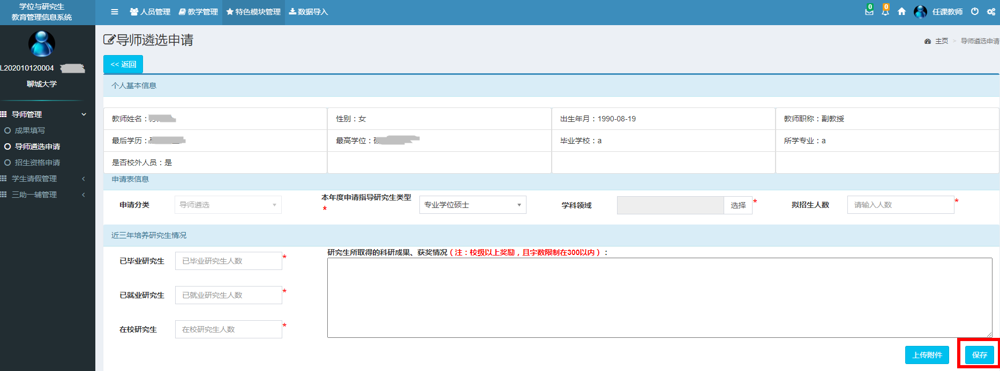 学位与研究生
教育管理信息系统
人员管理 教学管理 特色模块管理 数据导入
0 0 任课教师
L202010120004
聊城大学
导师管理
成果填写
导师遴选申请
招生资格申请
学生请假管理
三助一辅管理
导师遴选申请
主页 > 导师遴选申请
<< 返回
个人基本信息
教师姓名： 性别：女 出生年月：1990-08-19 教师职称：副教授
最后学历： 最高学位： 毕业学校：a 所学专业：a
是否校外人员：是
申请表信息
申请分类 导师遴选 本年度申请指导研究生类型 * 专业学位硕士 学科领域 选择 * 拟招生人数 请输入人数 *
近三年培养研究生情况
已毕业研究生 已毕业研究生人数 *
已就业研究生 已就业研究生人数 *
在校研究生 在校研究生人数 *
研究生所取得的科研成果、获奖情况（注：校级以上奖励，且字数限制在300以内）：
上传附件 保存